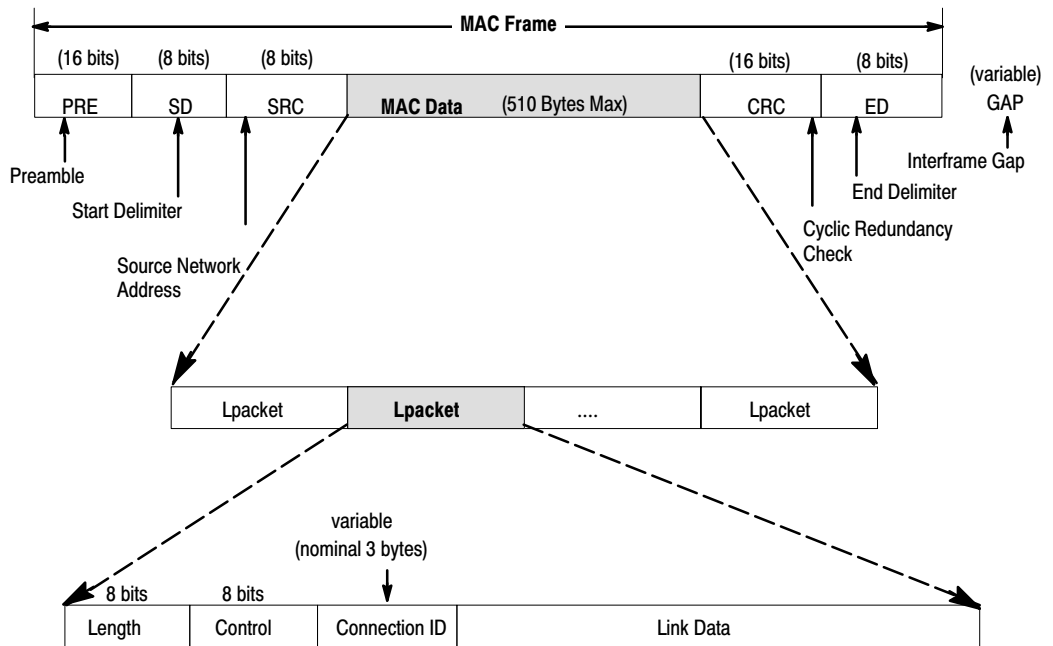 MAC Frame
(16 bits) (8 bits) (8 bits) (16 bits) (8 bits) (variable)
PRE SD SRC MAC Data (510 Bytes Max) CRC ED GAP
Preamble
Start Delimiter
Source Network
Address
Interframe Gap
End Delimiter
Cyclic Redundancy
Check
Lpacket Lpacket .... Lpacket
variable
(nominal 3 bytes)
8 bits 8 bits
Length Control Connection ID Link Data